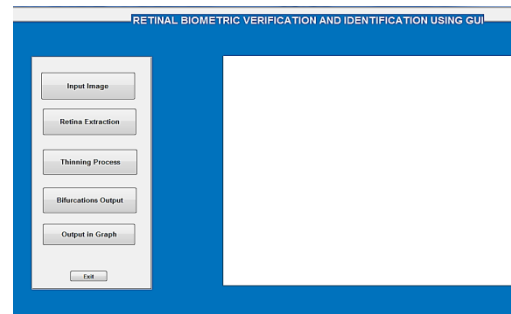 RETINAL BIOMETRIC VERIFICATION AND IDENTIFICATION USING GUI
Input Image
Retina Extraction
Thinning Process
Bifurcations Output
Output in Graph
Exit